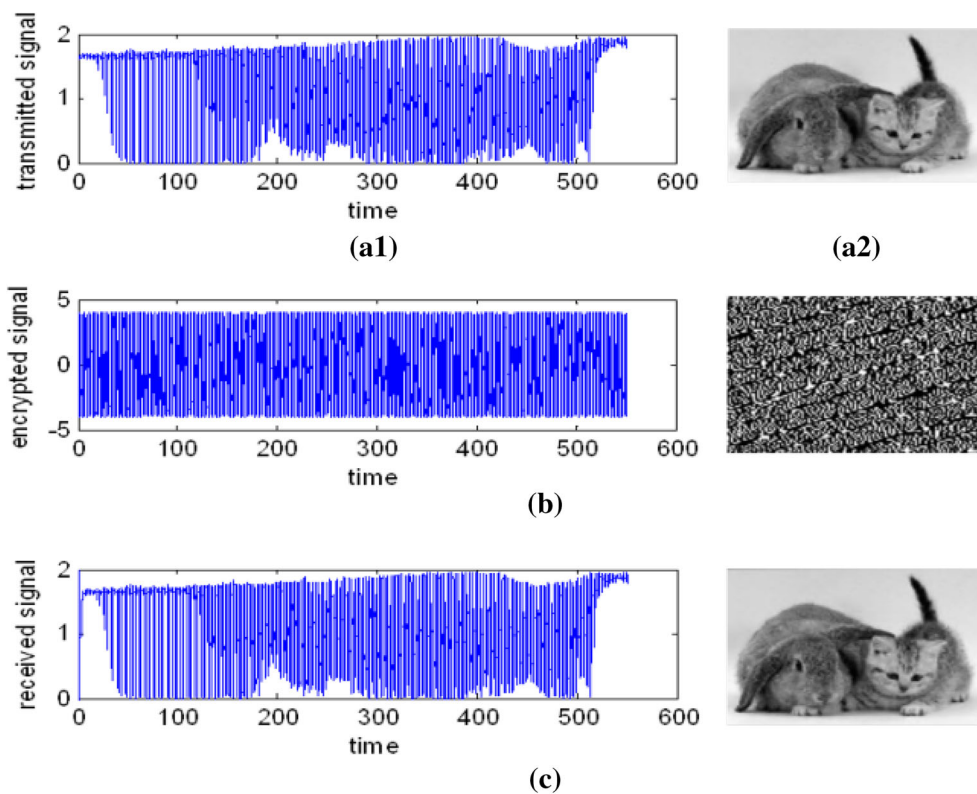 transmitted signal
2
1
0
0 100 200 300 400 500 600
time
(a1)
(a2)
encrypted signal
5
0
-5
0 100 200 300 400 500 600
time
(b)
received signal
2
1
0
0 100 200 300 400 500 600
time
(c)